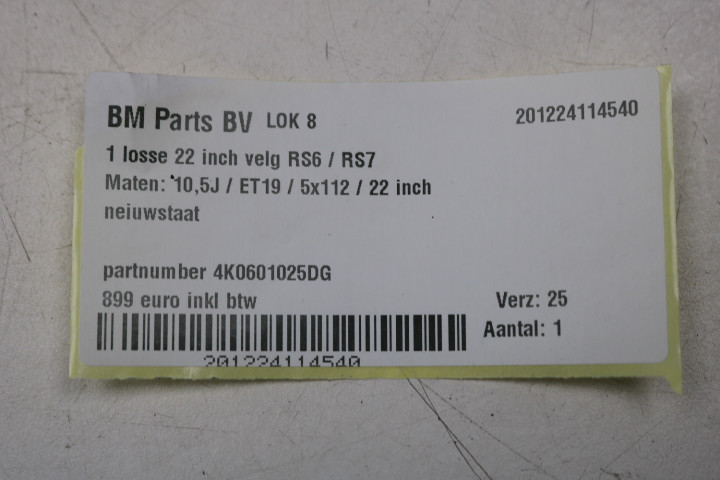 BM Parts BV LOK 8 201224114540
1 losse 22 inch velg RS6 / RS7
Maten: 10,5J / ET19 / 5x112 / 22 inch
neiuwstaat
partnumber 4K0601025DG
899 euro inkl btw Verz: 25
Aantal: 1
201224114540